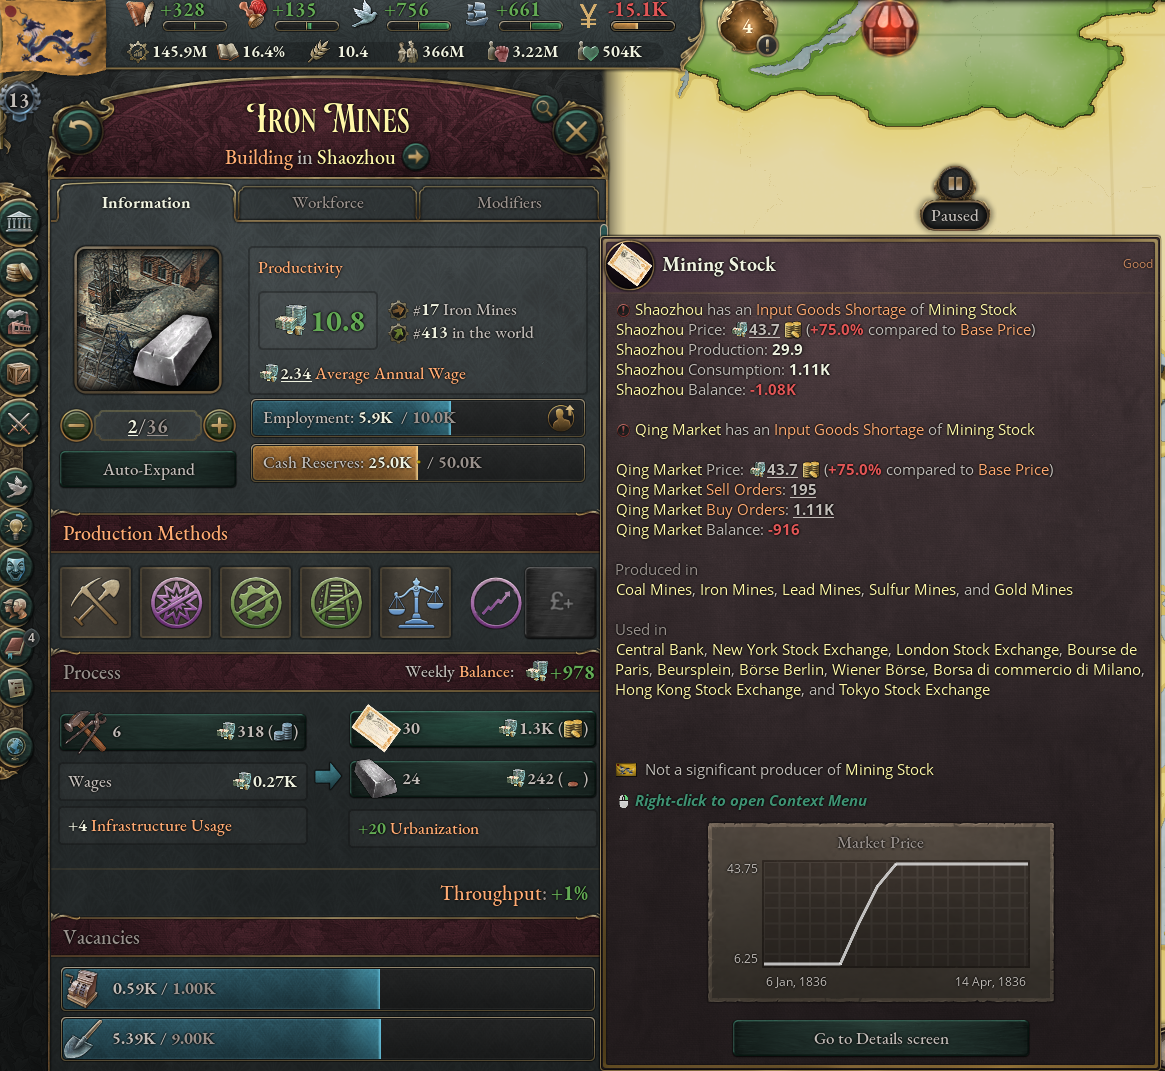 +328 +135 +756 +661 -15.1K
145.9M 16.4% 10.4 366M 3.22M 504K
4
13
Iron Mines
Building in Shaozhou
Paused
Information Workforce Modifiers
Productivity
10.8
#17 Iron Mines
#413 in the world
2.34 Average Annual Wage
2/36
Employment: 5.9K / 10.0K
Auto-Expand
Cash Reserves: 25.0K / 50.0K
Production Methods
£+
4
Process
Weekly Balance: +978
6 318 ( )
30 1.3K ( )
Wages 0.27K
24 242 ( )
+4 Infrastructure Usage
+20 Urbanization
Throughput: +1%
Vacancies
0.59K / 1.00K
5.39K / 9.00K
Mining Stock
Good
Shaozhou has an Input Goods Shortage of Mining Stock
Shaozhou Price: 43.7 (+75.0% compared to Base Price)
Shaozhou Production: 29.9
Shaozhou Consumption: 1.11K
Shaozhou Balance: -1.08K
Qing Market has an Input Goods Shortage of Mining Stock
Qing Market Price: 43.7 (+75.0% compared to Base Price)
Qing Market Sell Orders: 195
Qing Market Buy Orders: 1.11K
Qing Market Balance: -916
Produced in
Coal Mines, Iron Mines, Lead Mines, Sulfur Mines, and Gold Mines
Used in
Central Bank, New York Stock Exchange, London Stock Exchange, Bourse de
Paris, Beursplein, Börse Berlin, Wiener Börse, Borsa di commercio di Milano,
Hong Kong Stock Exchange, and Tokyo Stock Exchange
Not a significant producer of Mining Stock
Right-click to open Context Menu
Market Price
43.75
6.25
6 Jan, 1836 14 Apr, 1836
Go to Details screen